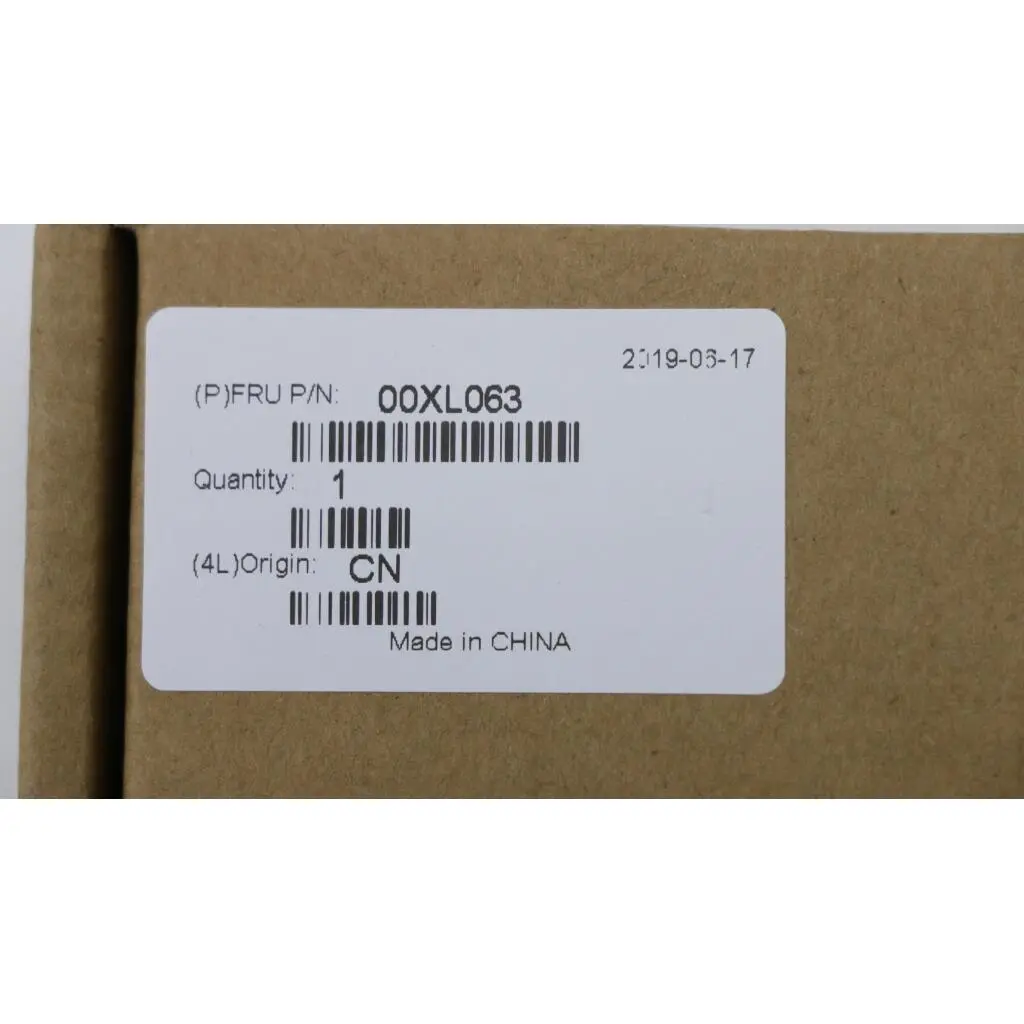 2019-06-17
(P)FRU P/N: 00XL063
Quantity: 1
(4L)Origin: CN
Made in CHINA